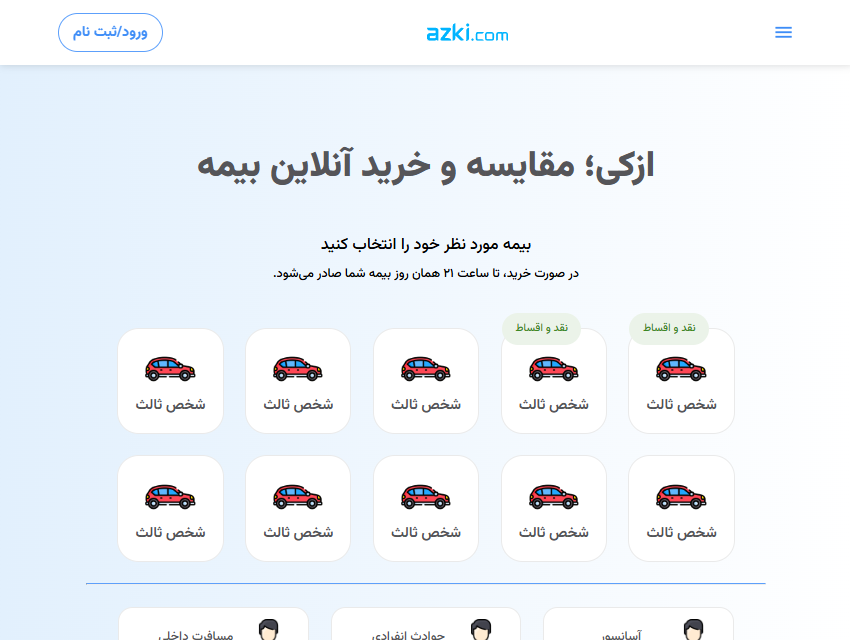 ورود/ثبت نام
azki.com
ازکی؛ مقایسه و خرید آنلاین بیمه
بیمه مورد نظر خود را انتخاب کنید
در صورت خرید، تا ساعت ۲۱ همان روز بیمه شما صادر می‌شود.
نقد و اقساط
نقد و اقساط
شخص ثالث
شخص ثالث
شخص ثالث
شخص ثالث
شخص ثالث
شخص ثالث
شخص ثالث
شخص ثالث
شخص ثالث
شخص ثالث
آسانسور
حوادث انفرادی
مسافرت داخلی